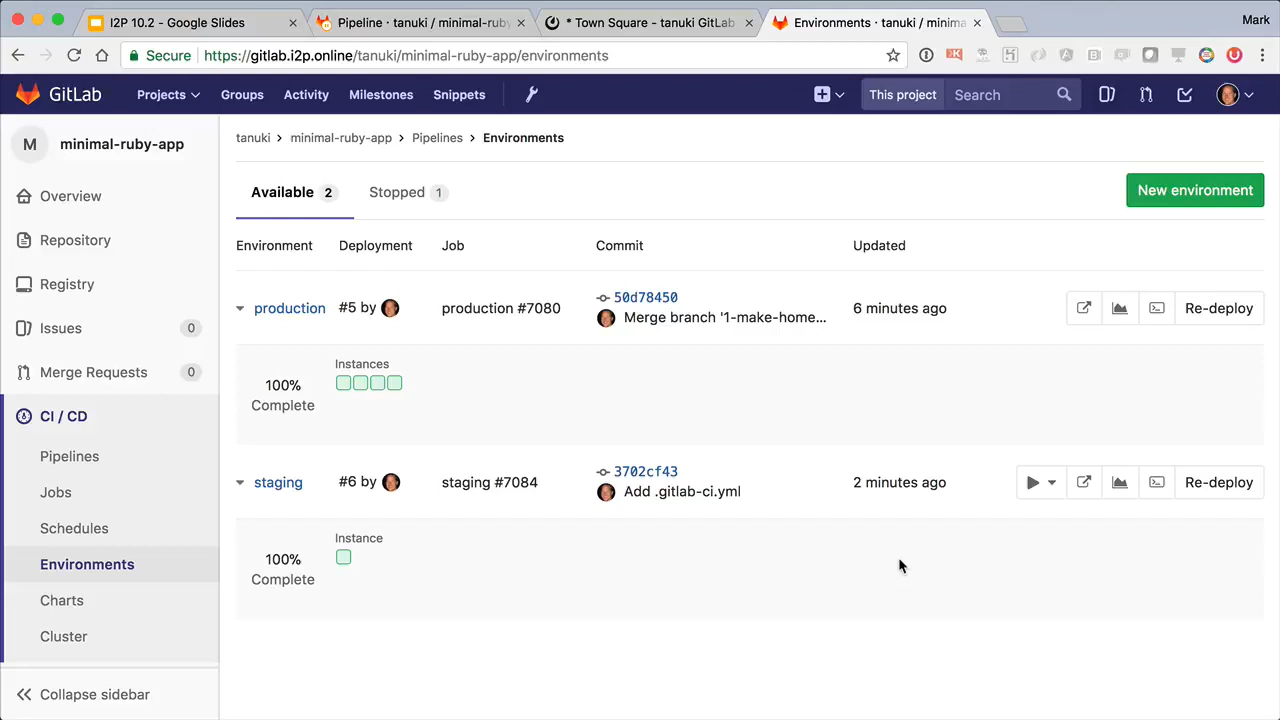 I2P 10.2 - Google Slides
Pipeline · tanuki / minimal-ruby
* Town Square - tanuki GitLab
Environments · tanuki / minima
Mark
Secure
https://gitlab.i2p.online/tanuki/minimal-ruby-app/environments
GitLab
Projects
Groups
Activity
Milestones
Snippets
This project
Search
M
minimal-ruby-app
Overview
Repository
Registry
Issues
0
Merge Requests
0
CI / CD
Pipelines
Jobs
Schedules
Environments
Charts
Cluster
Collapse sidebar
tanuki > minimal-ruby-app > Pipelines > Environments
Available 2
Stopped 1
New environment
Environment Deployment Job Commit Updated
production #5 by production #7080 50d78450
Merge branch '1-make-home...
6 minutes ago
Re-deploy
100%
Complete
Instances
staging #6 by staging #7084 3702cf43
Add .gitlab-ci.yml
2 minutes ago
Re-deploy
100%
Complete
Instance